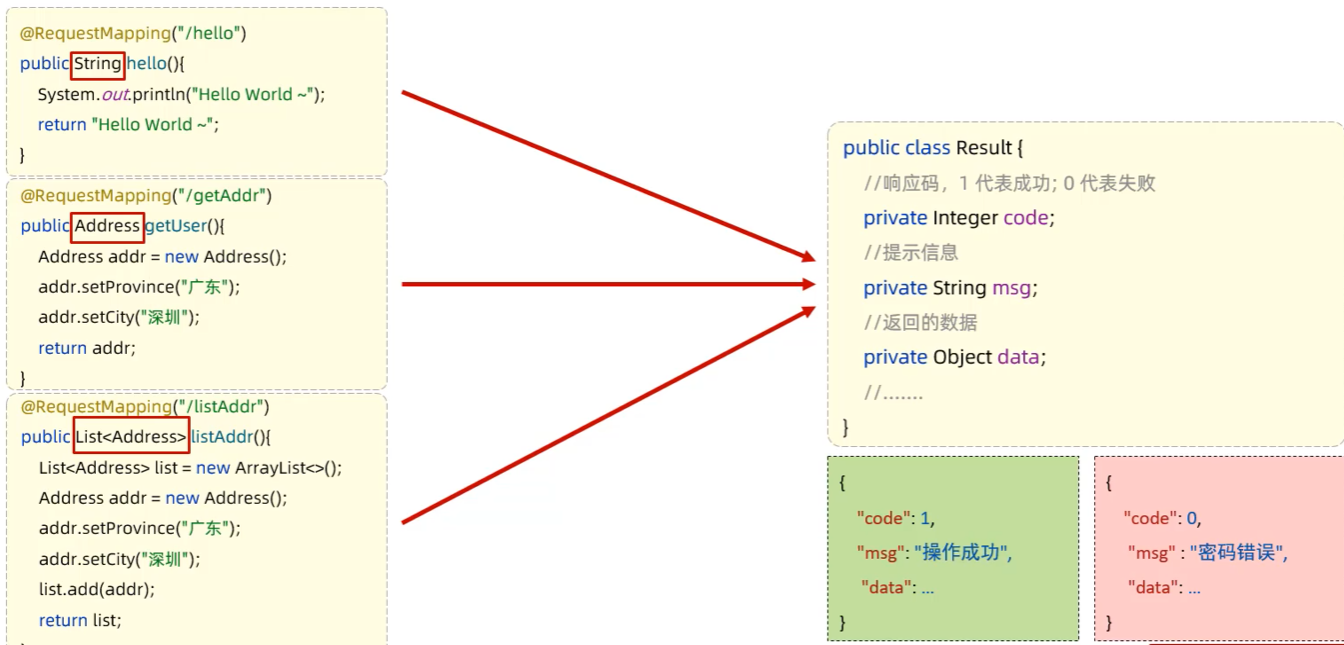 @RequestMapping("/hello")
public String hello(){
System.out.println("Hello World ~");
return "Hello World ~";
}
@RequestMapping("/getAddr")
public Address getUser(){
Address addr = new Address();
addr.setProvince("广东");
addr.setCity("深圳");
return addr;
}
@RequestMapping("/listAddr")
public List<Address> listAddr(){
List<Address> list = new ArrayList<>();
Address addr = new Address();
addr.setProvince("广东");
addr.setCity("深圳");
list.add(addr);
return list;
public class Result {
//响应码，1 代表成功; 0 代表失败
private Integer code;
//提示信息
private String msg;
//返回的数据
private Object data;
//.......
}
{
"code": 1,
"msg": "操作成功",
"data": ...
}
{
"code": 0,
"msg" : "密码错误",
"data": ...
}